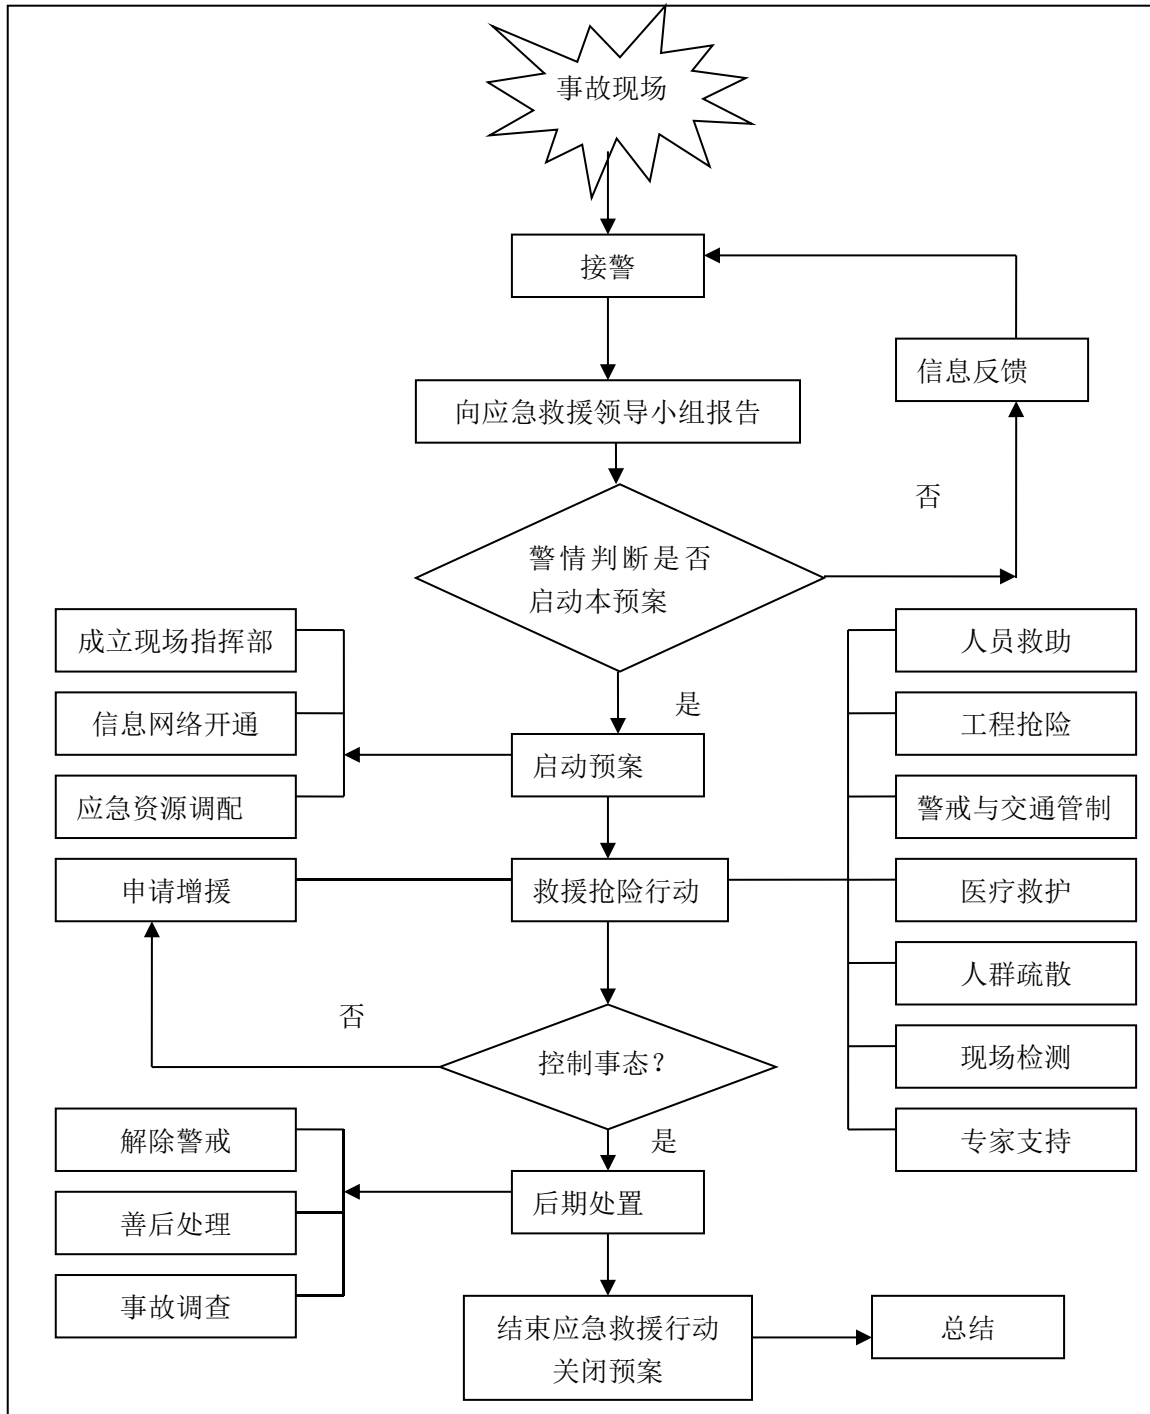 事故现场
接警
信息反馈
向应急救援领导小组报告
否
警情判断是否
启动本预案
成立现场指挥部
人员救助
是
信息网络开通
工程抢险
启动预案
应急资源调配
警戒与交通管制
申请增援
救援抢险行动
医疗救护
人群疏散
否
现场检测
控制事态？
解除警戒
是
专家支持
善后处理
后期处置
事故调查
结束应急救援行动
关闭预案
总结